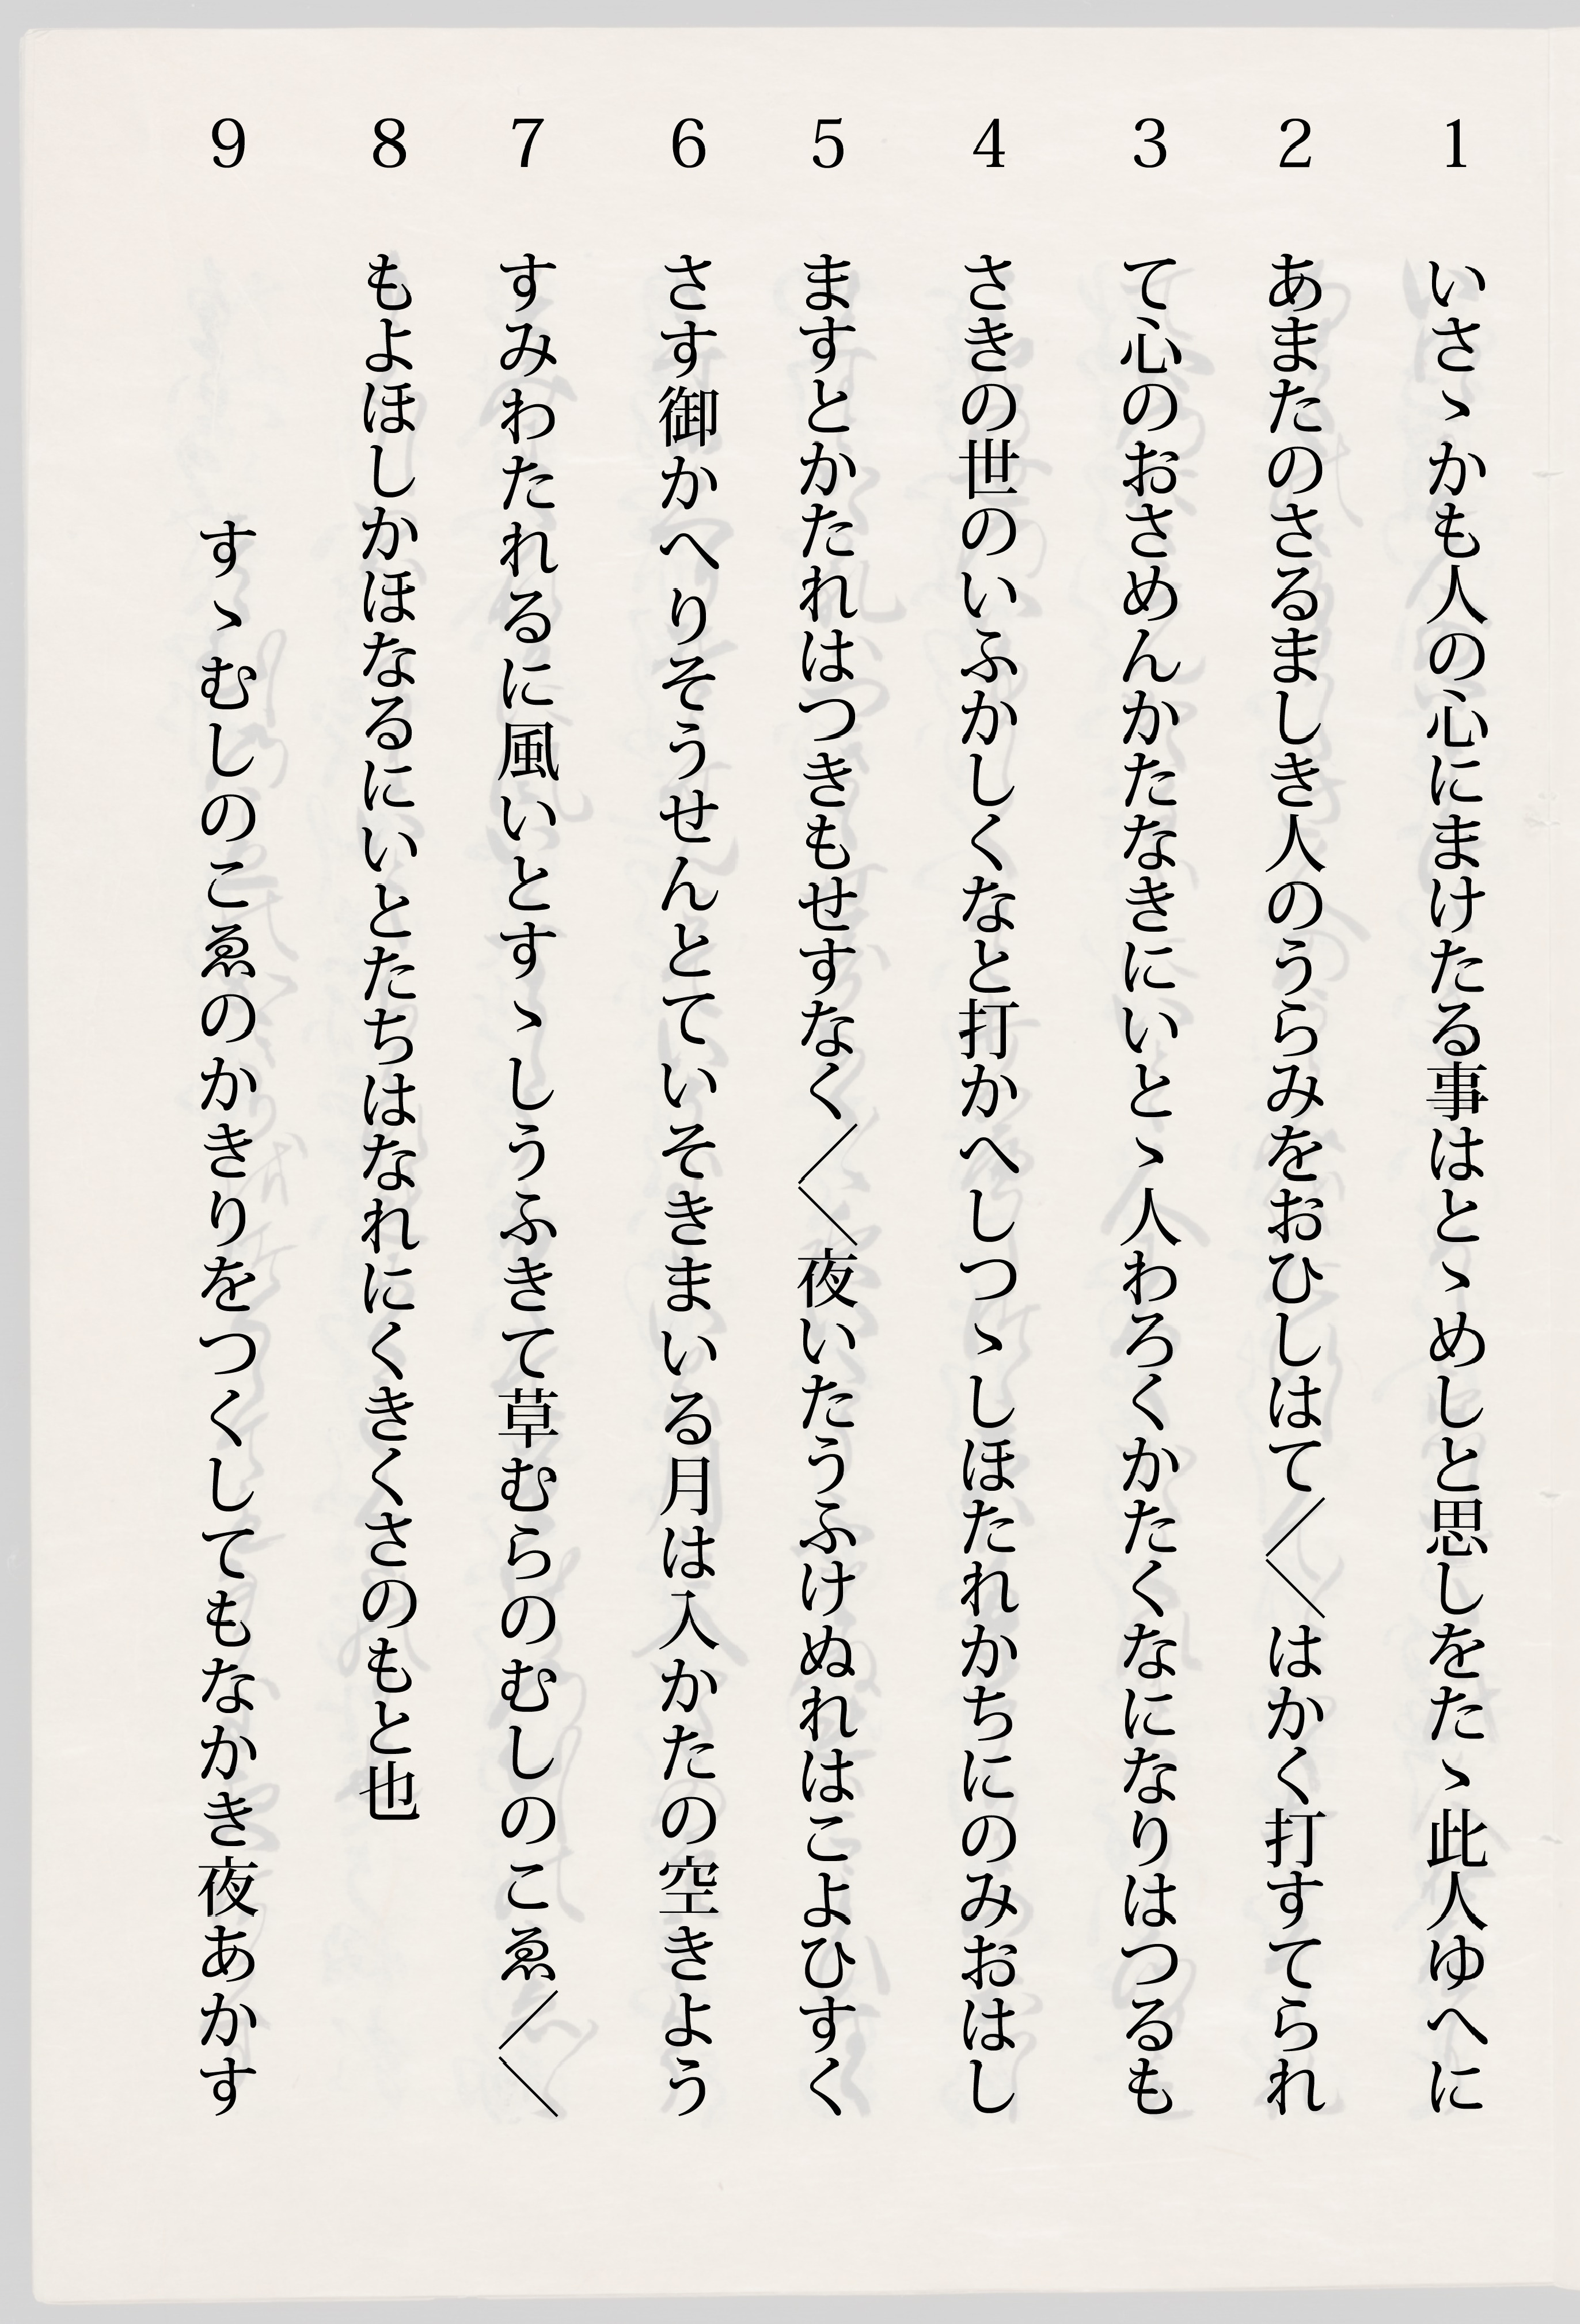 1 いさゝかも人の心にまけたる事はとゝめしと思しをたゝ此人ゆへに
2 あまたのさるましき人のうらみをおひしはて〳〵はかく打すてられ
3 て心のおさめんかたなきにいとゝ人わろくかたくなになりはつるも
4 さきの世のいふかしくなと打かへしつゝしほたれかちにのみおはし
5 ますとかたれはつきもせすなく〳〵夜いたうふけぬれはこよひすく
6 さす御かへりそうせんとていそきまいる月は入かたの空きよう
7 すみわたれるに風いとすゝしうふきて草むらのむしのこゑ〳〵
8 もよほしかほなるにいとたちはなれにくきくさのもと也
9 すゝむしのこゑのかきりをつくしてもなかき夜あかす